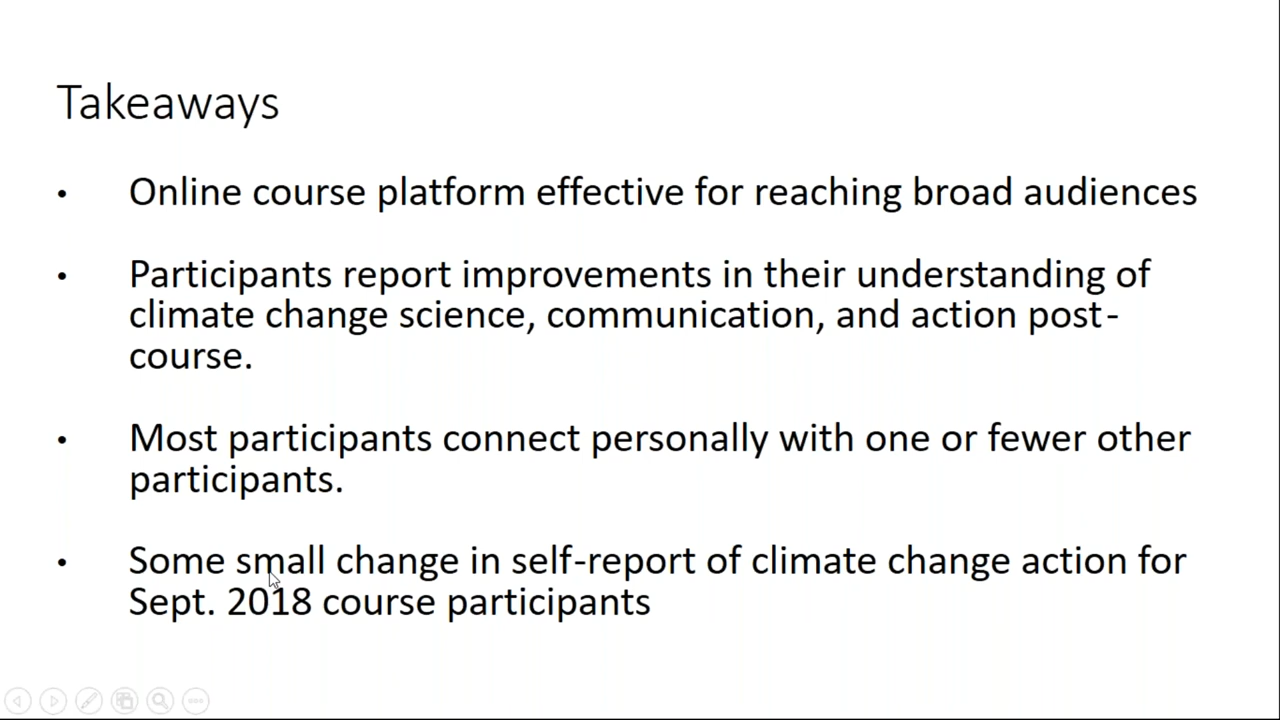 Takeaways
• Online course platform effective for reaching broad audiences
• Participants report improvements in their understanding of
climate change science, communication, and action post-
course.
• Most participants connect personally with one or fewer other
participants.
• Some small change in self-report of climate change action for
Sept. 2018 course participants